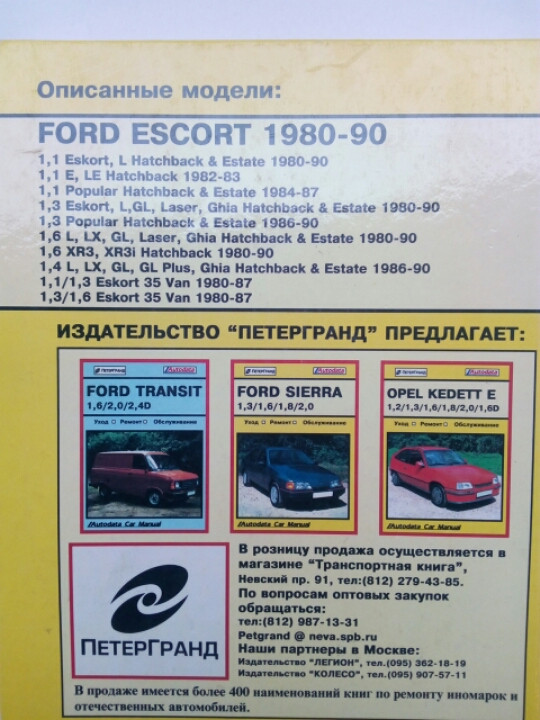 Описанные модели:
FORD ESCORT 1980-90
1,1 Eskort, L Hatchback & Estate 1980-90
1,1 E, LE Hatchback 1982-83
1,1 Popular Hatchback & Estate 1984-87
1,3 Eskort, L,GL, Laser, Ghia Hatchback & Estate 1980-90
1,3 Popular Hatchback & Estate 1986-90
1,6 L, LX, GL, Laser, Ghia Hatchback & Estate 1980-90
1,6 XR3, XR3i Hatchback 1980-90
1,4 L, LX, GL, GL Plus, Ghia Hatchback & Estate 1986-90
1,1/1,3 Eskort 35 Van 1980-87
1,3/1,6 Eskort 35 Van 1980-87
ИЗДАТЕЛЬСТВО "ПЕТЕРГРАНД" ПРЕДЛАГАЕТ:
ПЕТЕРГРАНД Autodata
FORD TRANSIT
1,6/2,0/2,4D
Уход Ремонт Обслуживание
Autodata Car Manual
ПЕТЕРГРАНД Autodata
FORD SIERRA
1,3/1,6/1,8/2,0
Уход Ремонт Обслуживание
Autodata Car Manual
ПЕТЕРГРАНД Autodata
OPEL KEDETT E
1,2/1,3/1,6/1,8/2,0/1,6D
Уход Ремонт Обслуживание
Autodata Car Manual
ПЕТЕРГРАНД
В розницу продажа осуществляется в
магазине "Транспортная книга",
Невский пр. 91, тел:(812) 279-43-85.
По вопросам оптовых закупок
обращаться:
тел:(812) 987-13-31
Petgrand @ neva.spb.ru
Наши партнеры в Москве:
Издательство "ЛЕГИОН", тел.(095) 362-18-19
Издательство "КОЛЕСО", тел.(095) 907-57-11
В продаже имеется более 400 наименований книг по ремонту иномарок и
отечественных автомобилей.